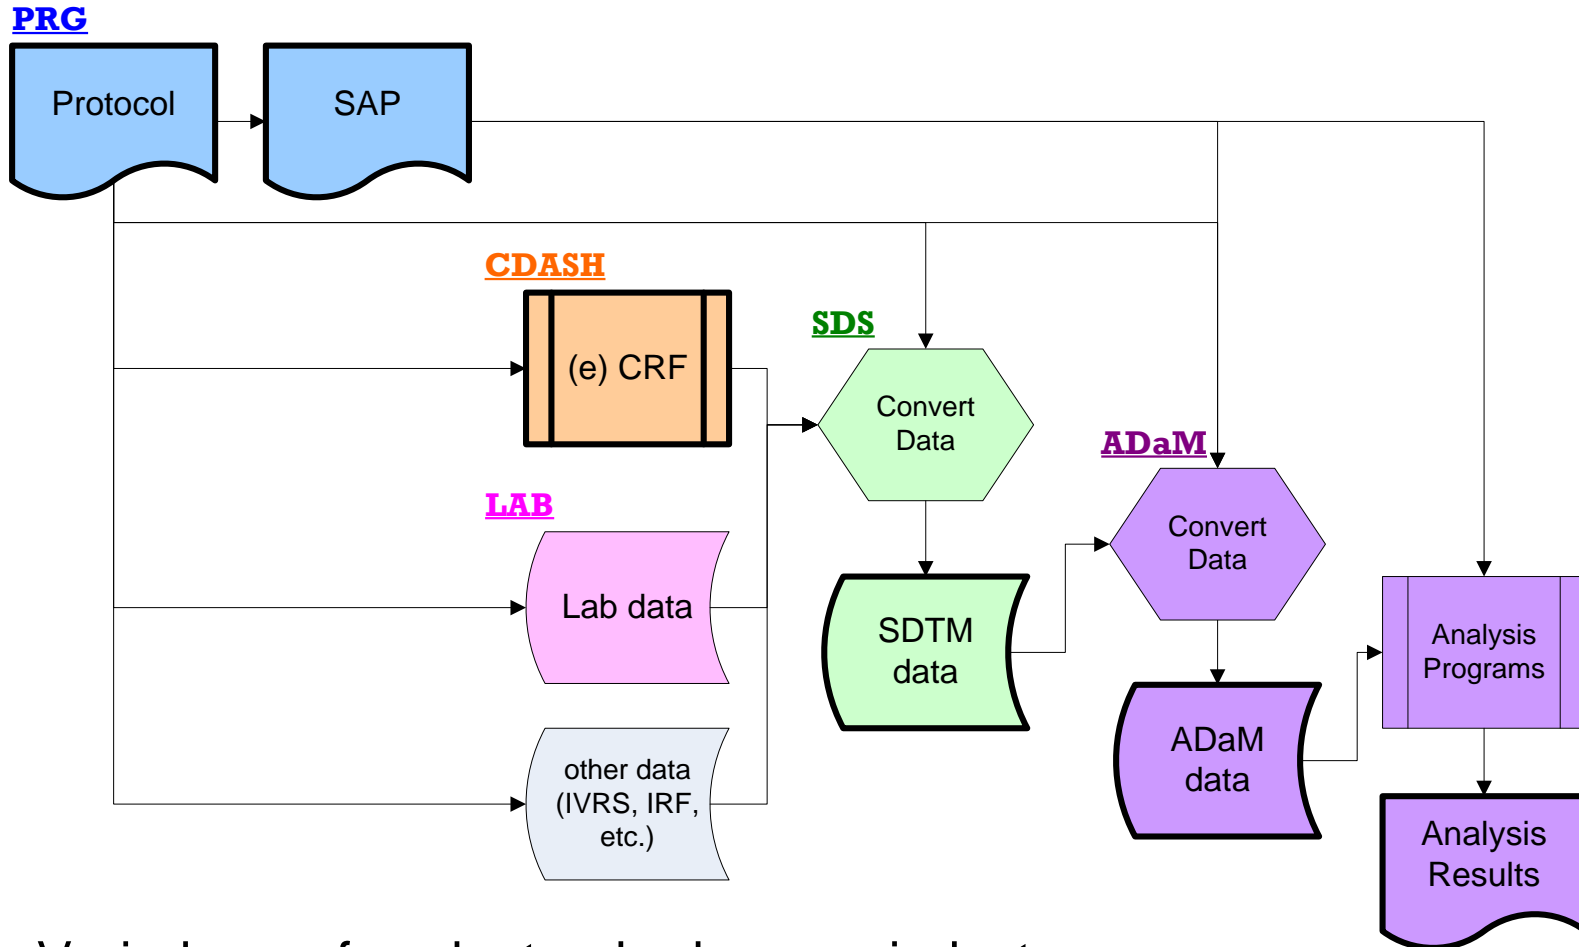 PRG
Protocol
SAP
CDASH
(e) CRF
SDS
Convert
Data
ADaM
Convert
Data
LAB
Lab data
SDTM
data
Analysis
Programs
ADaM
data
other data
(IVRS, IRF,
etc.)
Analysis
Results